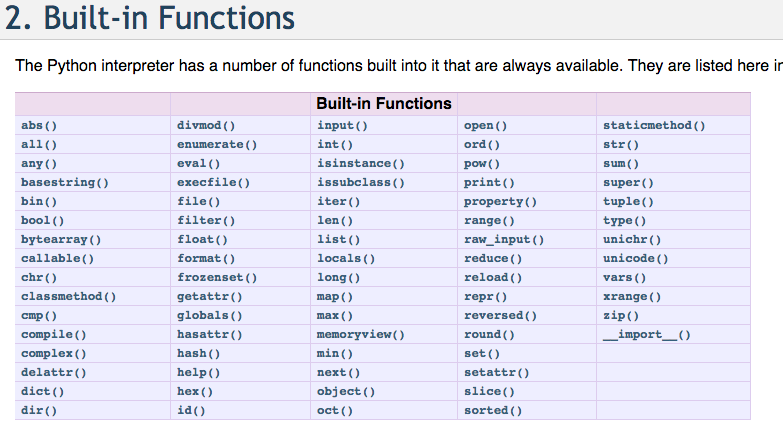 2. Built-in Functions
The Python interpreter has a number of functions built into it that are always available. They are listed here in
Built-in Functions
abs() divmod() input() open() staticmethod()
all() enumerate() int() ord() str()
any() eval() isinstance() pow() sum()
basestring() execfile() issubclass() print() super()
bin() file() iter() property() tuple()
bool() filter() len() range() type()
bytearray() float() list() raw_input() unichr()
callable() format() locals() reduce() unicode()
chr() frozenset() long() reload() vars()
classmethod() getattr() map() repr() xrange()
cmp() globals() max() reversed() zip()
compile() hasattr() memoryview() round() __import__()
complex() hash() min() set()
delattr() help() next() setattr()
dict() hex() object() slice()
dir() id() oct() sorted()